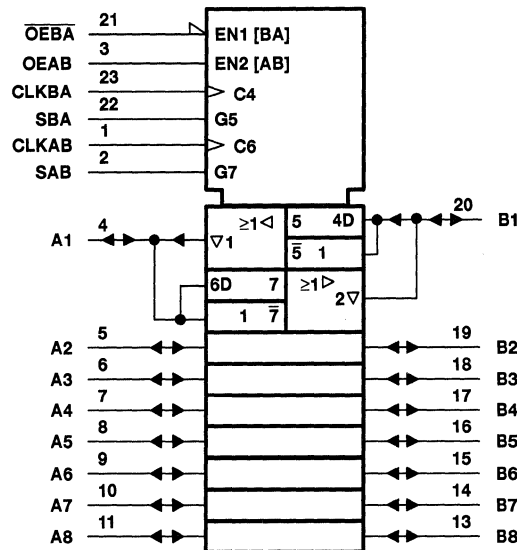 O̅E̅B̅A̅ 21 EN1 [BA]
OEAB 3 EN2 [AB]
CLKBA 23 C4
SBA 22 G5
CLKAB 1 C6
SAB 2 G7
A1 4 ▽1 ≥1◁ 5 4D 20 B1
5̅ 1
6D 7 ≥1▷ 2▽
1 7̅
A2 5 19 B2
A3 6 18 B3
A4 7 17 B4
A5 8 16 B5
A6 9 15 B6
A7 10 14 B7
A8 11 13 B8